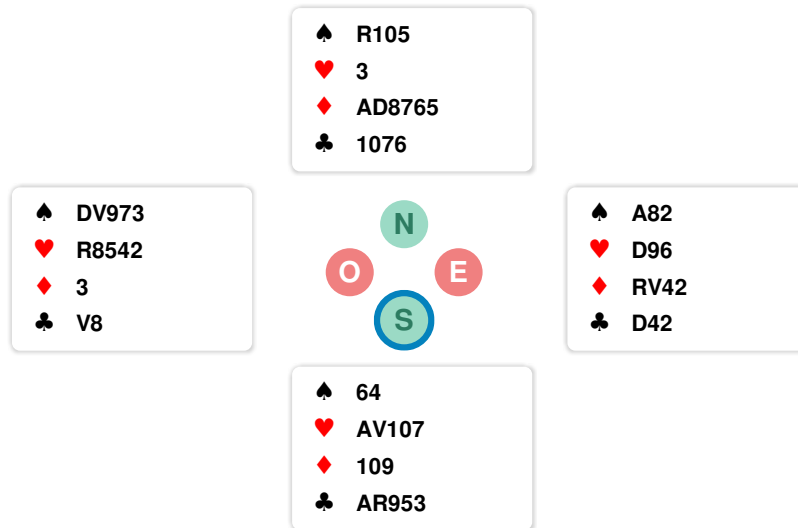 ♠ R105
♥ 3
♦ AD8765
♣ 1076
♠ DV973
♥ R8542
♦ 3
♣ V8
N
O E
S
♠ A82
♥ D96
♦ RV42
♣ D42
♠ 64
♥ AV107
♦ 109
♣ AR953